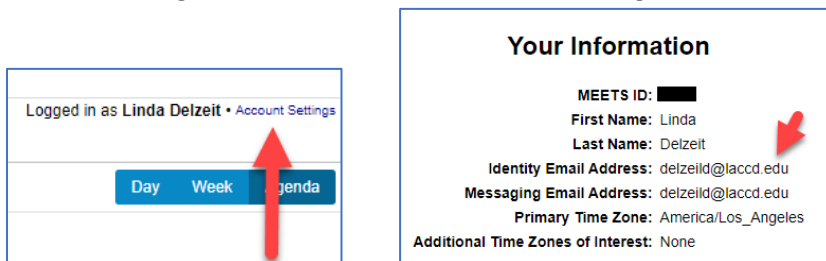 Logged in as Linda Delzeit • Account Settings
Day Week Agenda
Your Information
MEETS ID:
First Name: Linda
Last Name: Delzeit
Identity Email Address: delzeild@laccd.edu
Messaging Email Address: delzeild@laccd.edu
Primary Time Zone: America/Los_Angeles
Additional Time Zones of Interest: None